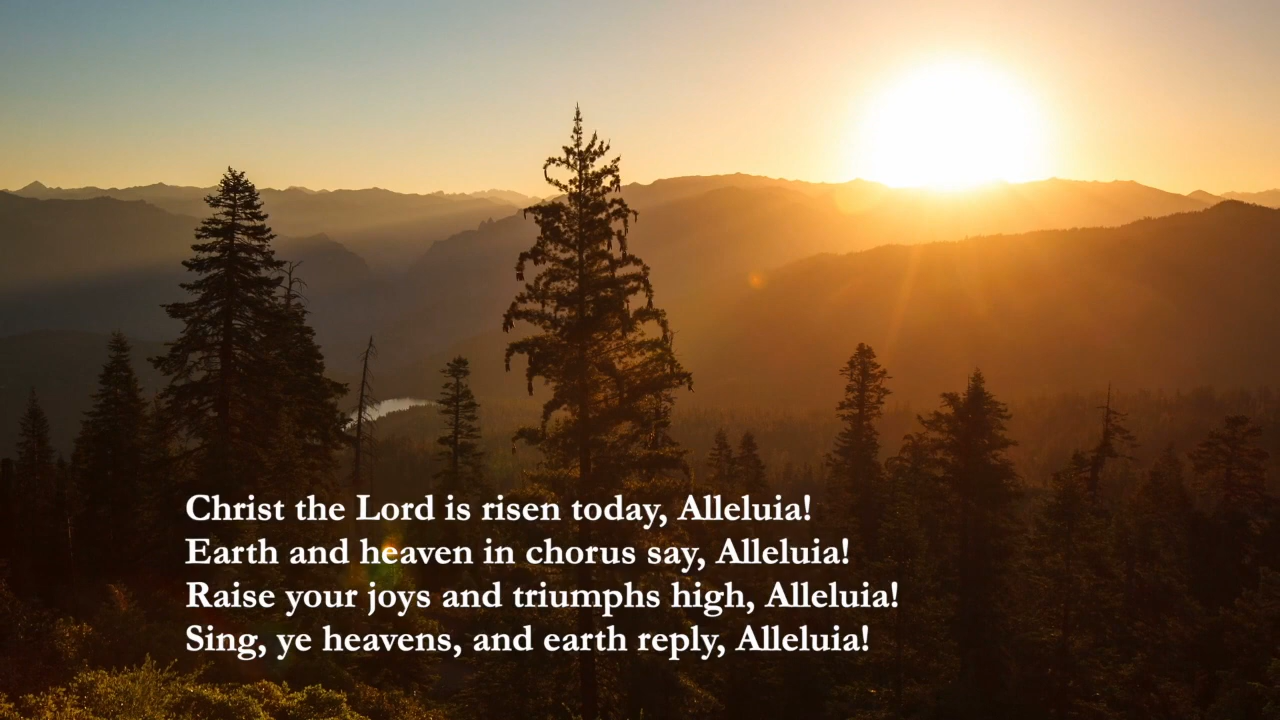 Christ the Lord is risen today, Alleluia!
Earth and heaven in chorus say, Alleluia!
Raise your joys and triumphs high, Alleluia!
Sing, ye heavens, and earth reply, Alleluia!